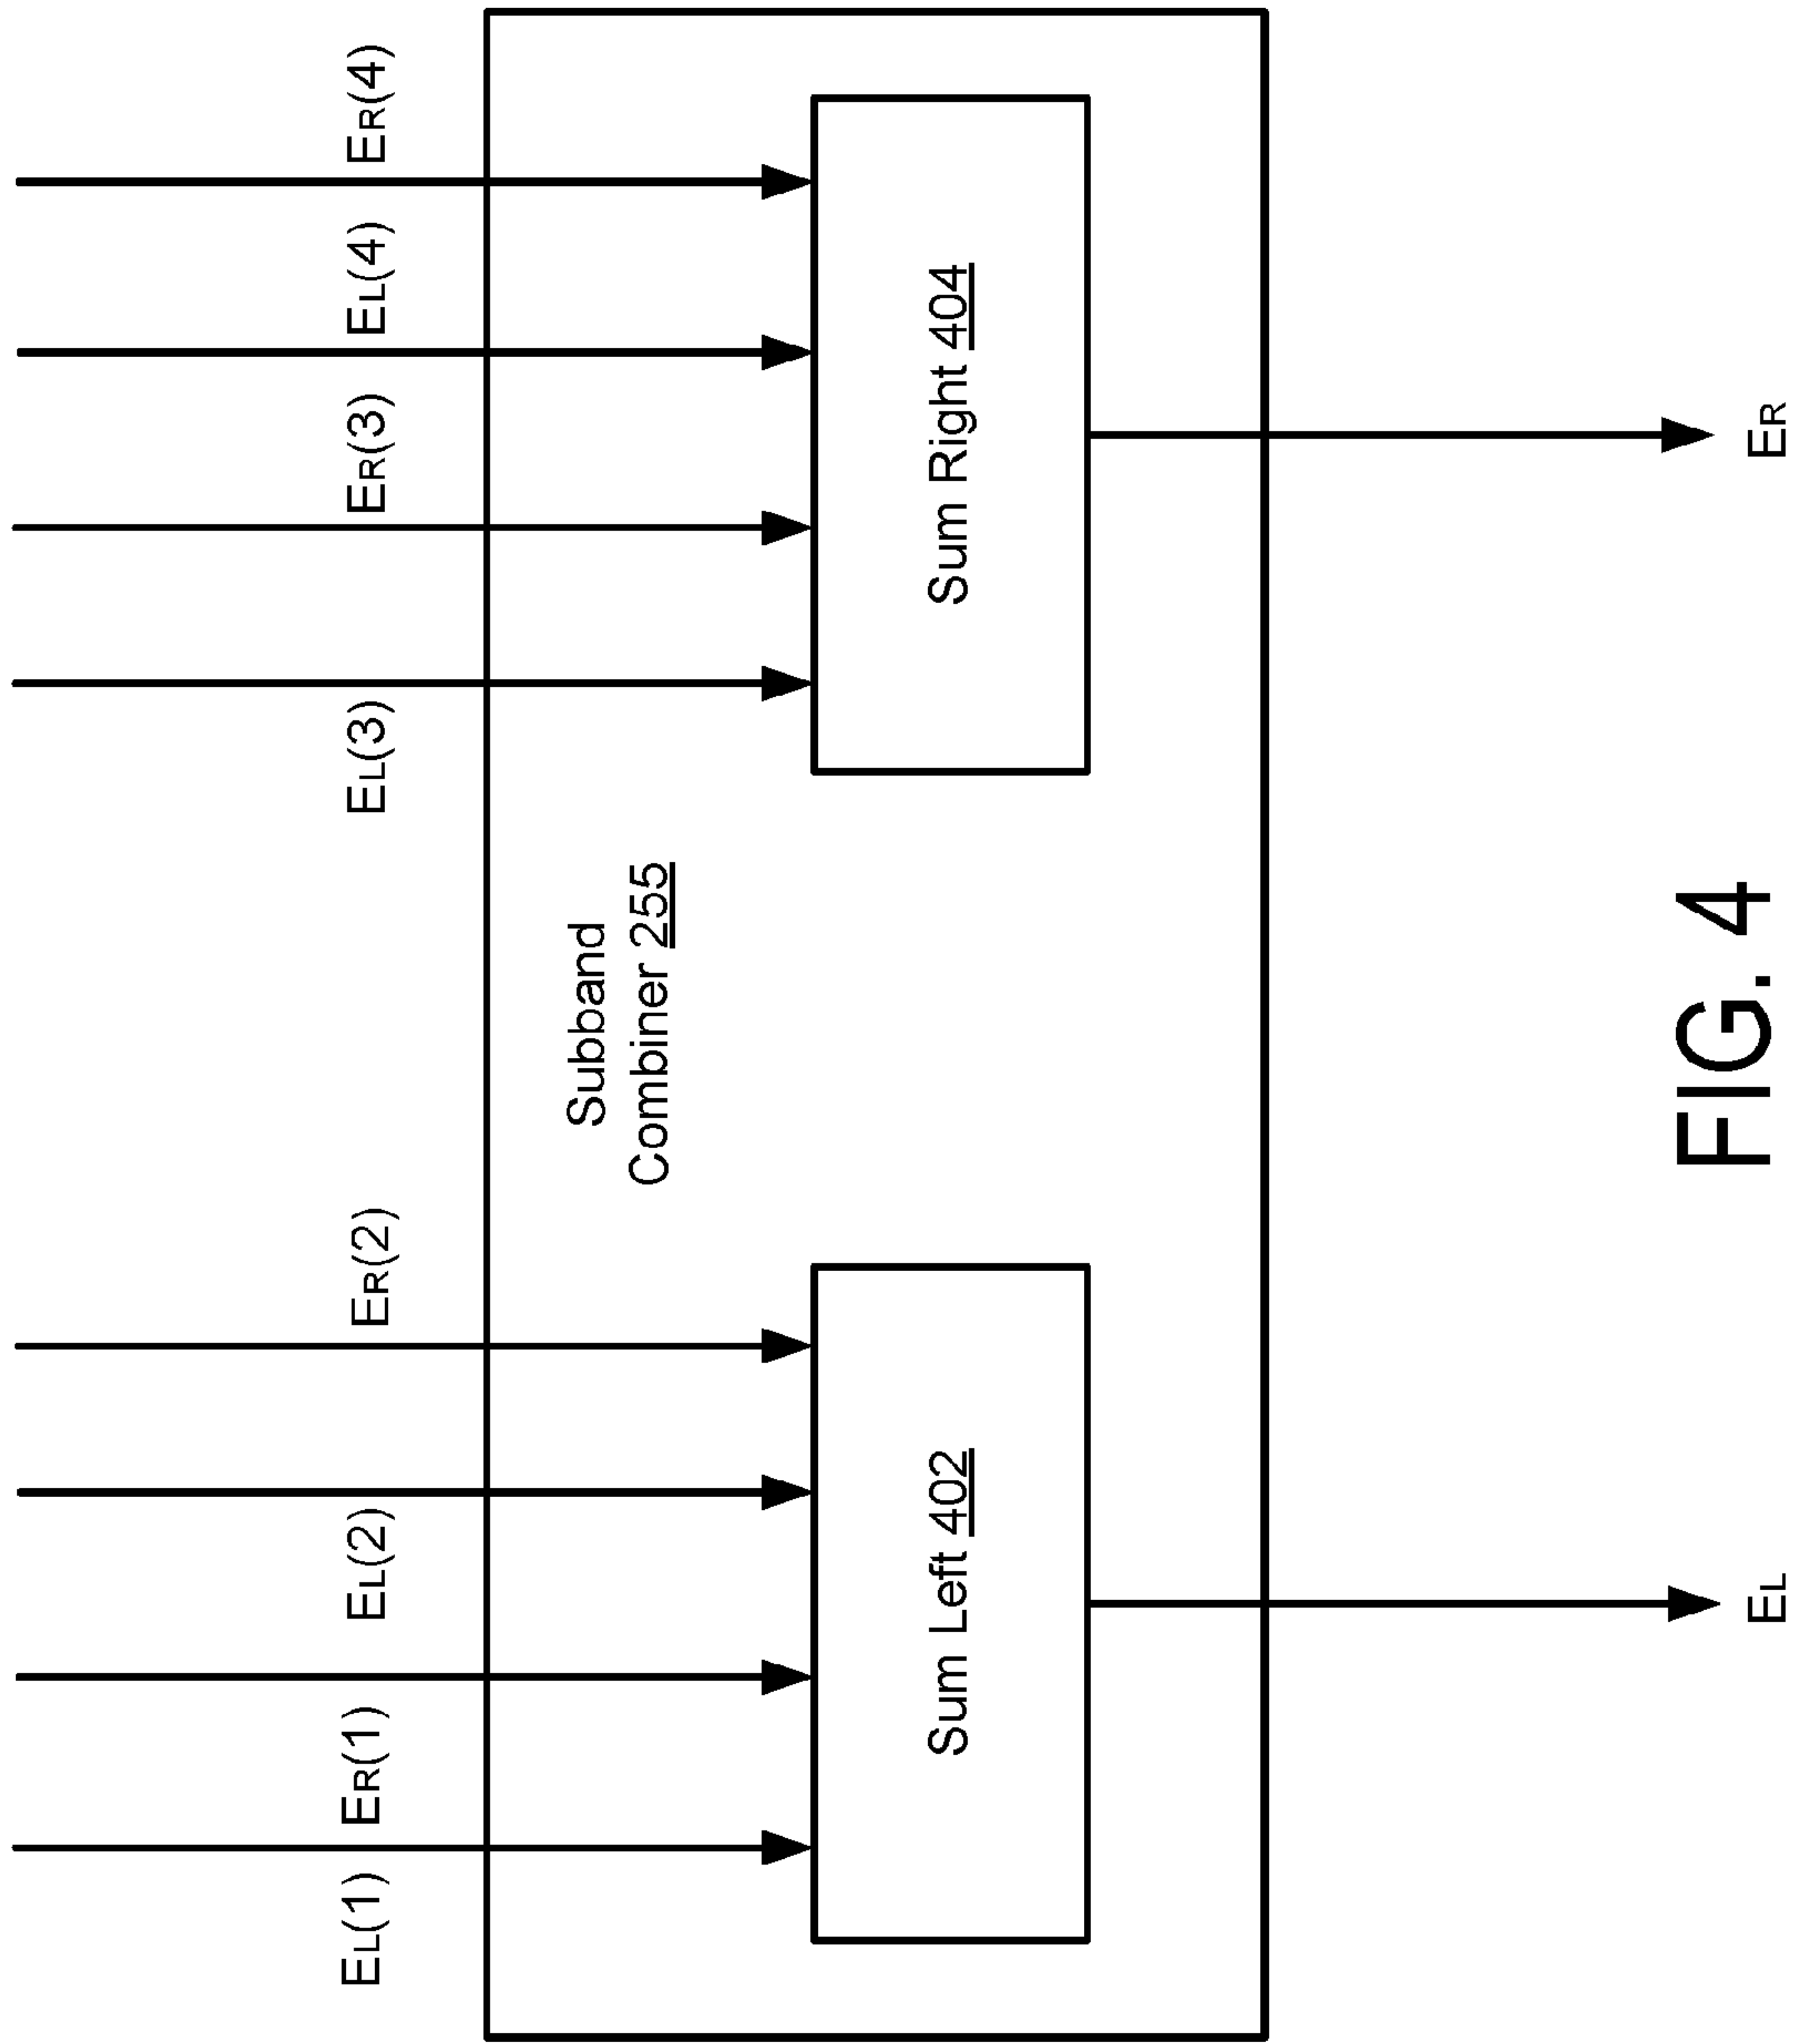 EL(1)
ER(1)
EL(2)
ER(2)
EL(3)
ER(3)
EL(4)
ER(4)
Subband
Combiner 255
Sum Left 402
Sum Right 404
EL
ER
FIG. 4